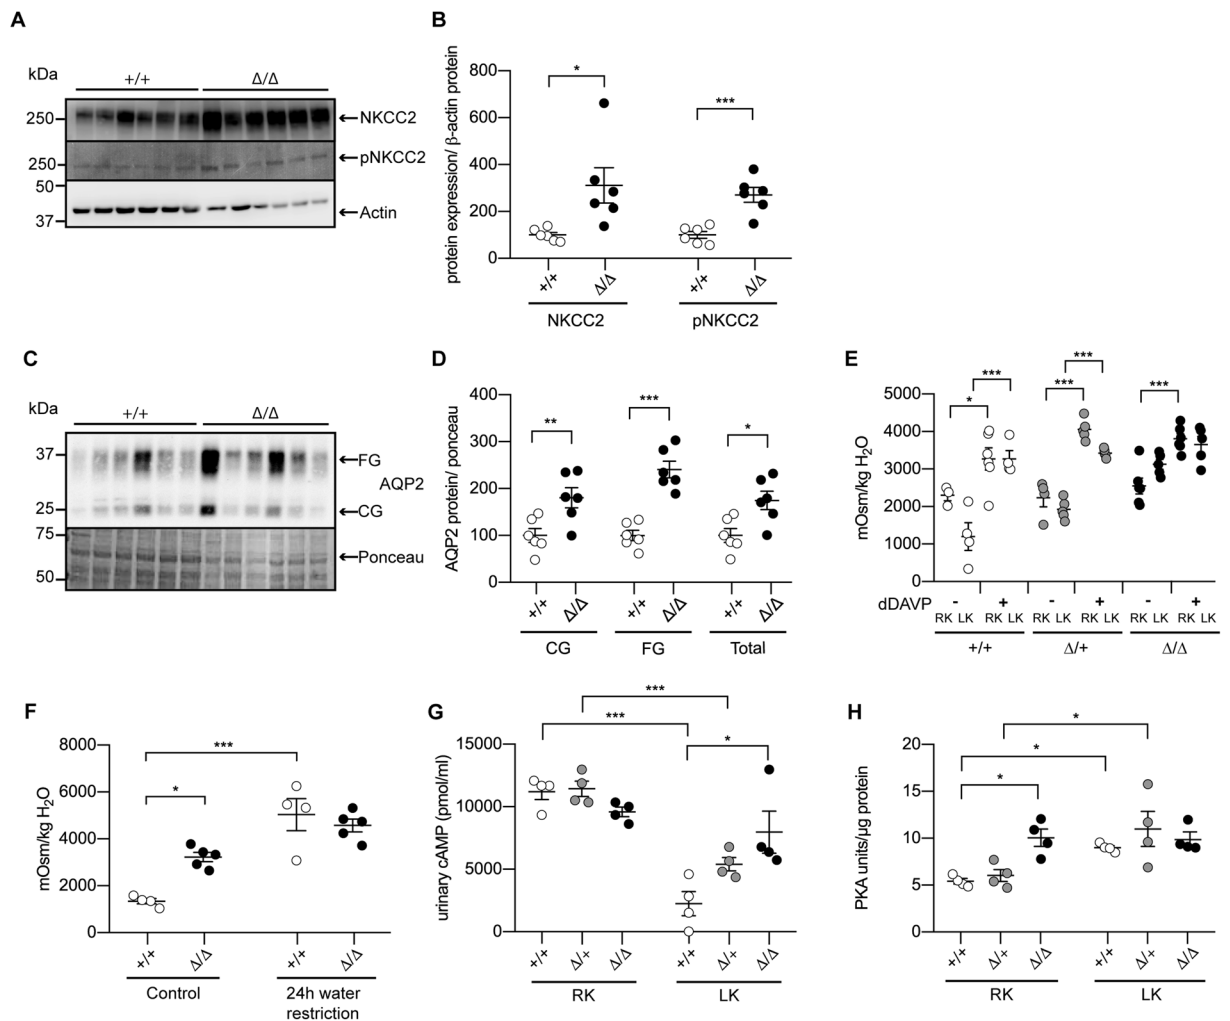 A
kDa
+/+
Δ/Δ
250
NKCC2
250
pNKCC2
50
37
Actin
B
protein expression/ β-actin protein
800
600
400
200
0
*
***
+/+
Δ/Δ
+/+
Δ/Δ
NKCC2
pNKCC2
C
kDa
+/+
Δ/Δ
37
FG
AQP2
25
CG
75
Ponceau
50
D
AQP2 protein/ ponceau
400
300
200
100
0
**
***
*
+/+
Δ/Δ
+/+
Δ/Δ
+/+
Δ/Δ
CG
FG
Total
E
mOsm/kg H2O
5000
4000
3000
2000
1000
0
*
***
***
***
***
dDAVP
-
+
-
+
-
+
RK LK RK LK RK LK RK LK RK LK RK LK
+/+
Δ/+
Δ/Δ
F
mOsm/kg H2O
8000
6000
4000
2000
0
*
***
+/+
Δ/Δ
+/+
Δ/Δ
Control
24h water
restriction
G
urinary cAMP (pmol/ml)
15000
10000
5000
0
***
***
*
+/+
Δ/+
Δ/Δ
+/+
Δ/+
Δ/Δ
RK
LK
H
PKA units/µg protein
20
15
10
5
0
*
*
*
+/+
Δ/+
Δ/Δ
+/+
Δ/+
Δ/Δ
RK
LK